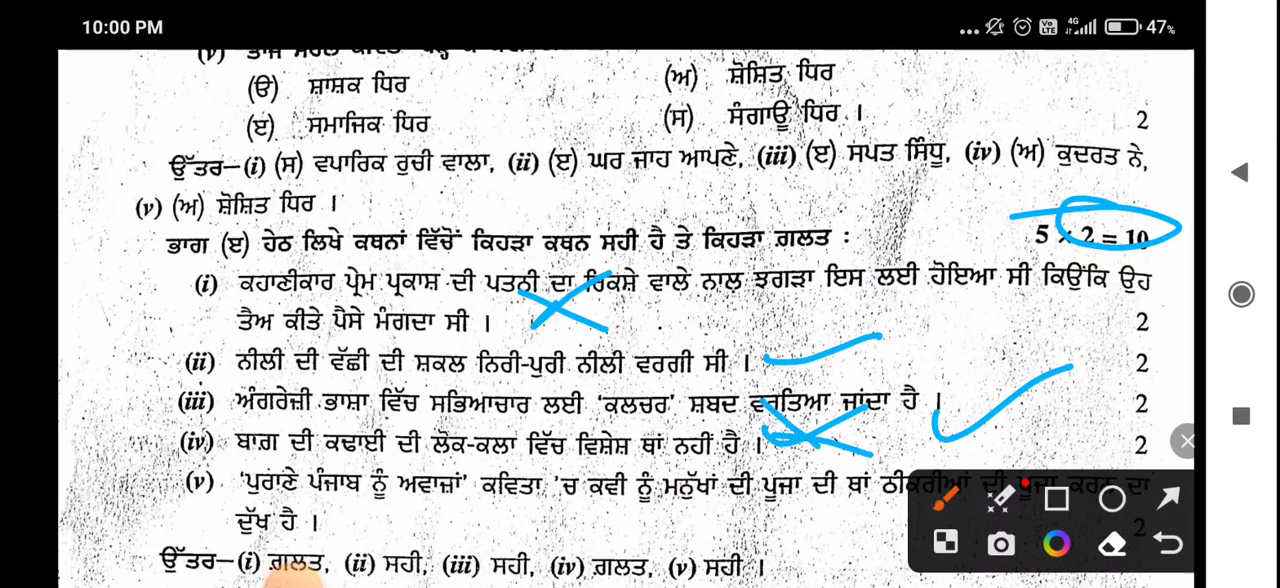 10:00 PM
4G
47%
(ੳ) ਸ਼ਾਸ਼ਕ ਧਿਰ (ਅ) ਸ਼ੋਸ਼ਿਤ ਧਿਰ
(ੲ) ਸਮਾਜਿਕ ਧਿਰ (ਸ) ਸੰਗਾਊ ਧਿਰ । 2
ਉੱਤਰ—(i) (ਸ) ਵਪਾਰਿਕ ਰੁਚੀ ਵਾਲਾ, (ii) (ੲ) ਘਰ ਜਾਹ ਆਪਣੇ, (iii) (ੲ) ਸਪਤ ਸਿੰਧੂ, (iv) (ਅ) ਕੁਦਰਤ ਨੇ,
(v) (ਅ) ਸ਼ੋਸ਼ਿਤ ਧਿਰ ।
ਭਾਗ (ੲ) ਹੇਠ ਲਿਖੇ ਕਥਨਾਂ ਵਿੱਚੋਂ ਕਿਹੜਾ ਕਥਨ ਸਹੀ ਹੈ ਤੇ ਕਿਹੜਾ ਗ਼ਲਤ : 5 × 2 = 10
(i) ਕਹਾਣੀਕਾਰ ਪ੍ਰੇਮ ਪ੍ਰਕਾਸ਼ ਦੀ ਪਤਨੀ ਦਾ ਰਿਕਸ਼ੇ ਵਾਲੇ ਨਾਲ ਝਗੜਾ ਇਸ ਲਈ ਹੋਇਆ ਸੀ ਕਿਉਂਕਿ ਉਹ
ਤੈਅ ਕੀਤੇ ਪੈਸੇ ਮੰਗਦਾ ਸੀ । 2
(ii) ਨੀਲੀ ਦੀ ਵੱਛੀ ਦੀ ਸ਼ਕਲ ਨਿਰੀ-ਪੁਰੀ ਨੀਲੀ ਵਰਗੀ ਸੀ । 2
(iii) ਅੰਗਰੇਜ਼ੀ ਭਾਸ਼ਾ ਵਿੱਚ ਸਭਿਆਚਾਰ ਲਈ ‘ਕਲਚਰ’ ਸ਼ਬਦ ਵਰਤਿਆ ਜਾਂਦਾ ਹੈ । 2
(iv) ਬਾਗ਼ ਦੀ ਕਢਾਈ ਦੀ ਲੋਕ-ਕਲਾ ਵਿੱਚ ਵਿਸ਼ੇਸ਼ ਥਾਂ ਨਹੀਂ ਹੈ । 2
(v) ‘ਪੁਰਾਣੇ ਪੰਜਾਬ ਨੂੰ ਅਵਾਜ਼ਾਂ’ ਕਵਿਤਾ ’ਚ ਕਵੀ ਨੂੰ ਮਨੁੱਖਾਂ ਦੀ ਪੂਜਾ ਦੀ ਥਾਂ ਠੀਕਰੀਆਂ ਦੀ ਪੂਜਾ ਕਰਨ ਦਾ
ਦੁੱਖ ਹੈ । 2
ਉੱਤਰ—(i) ਗ਼ਲਤ, (ii) ਸਹੀ, (iii) ਸਹੀ, (iv) ਗ਼ਲਤ, (v) ਸਹੀ ।